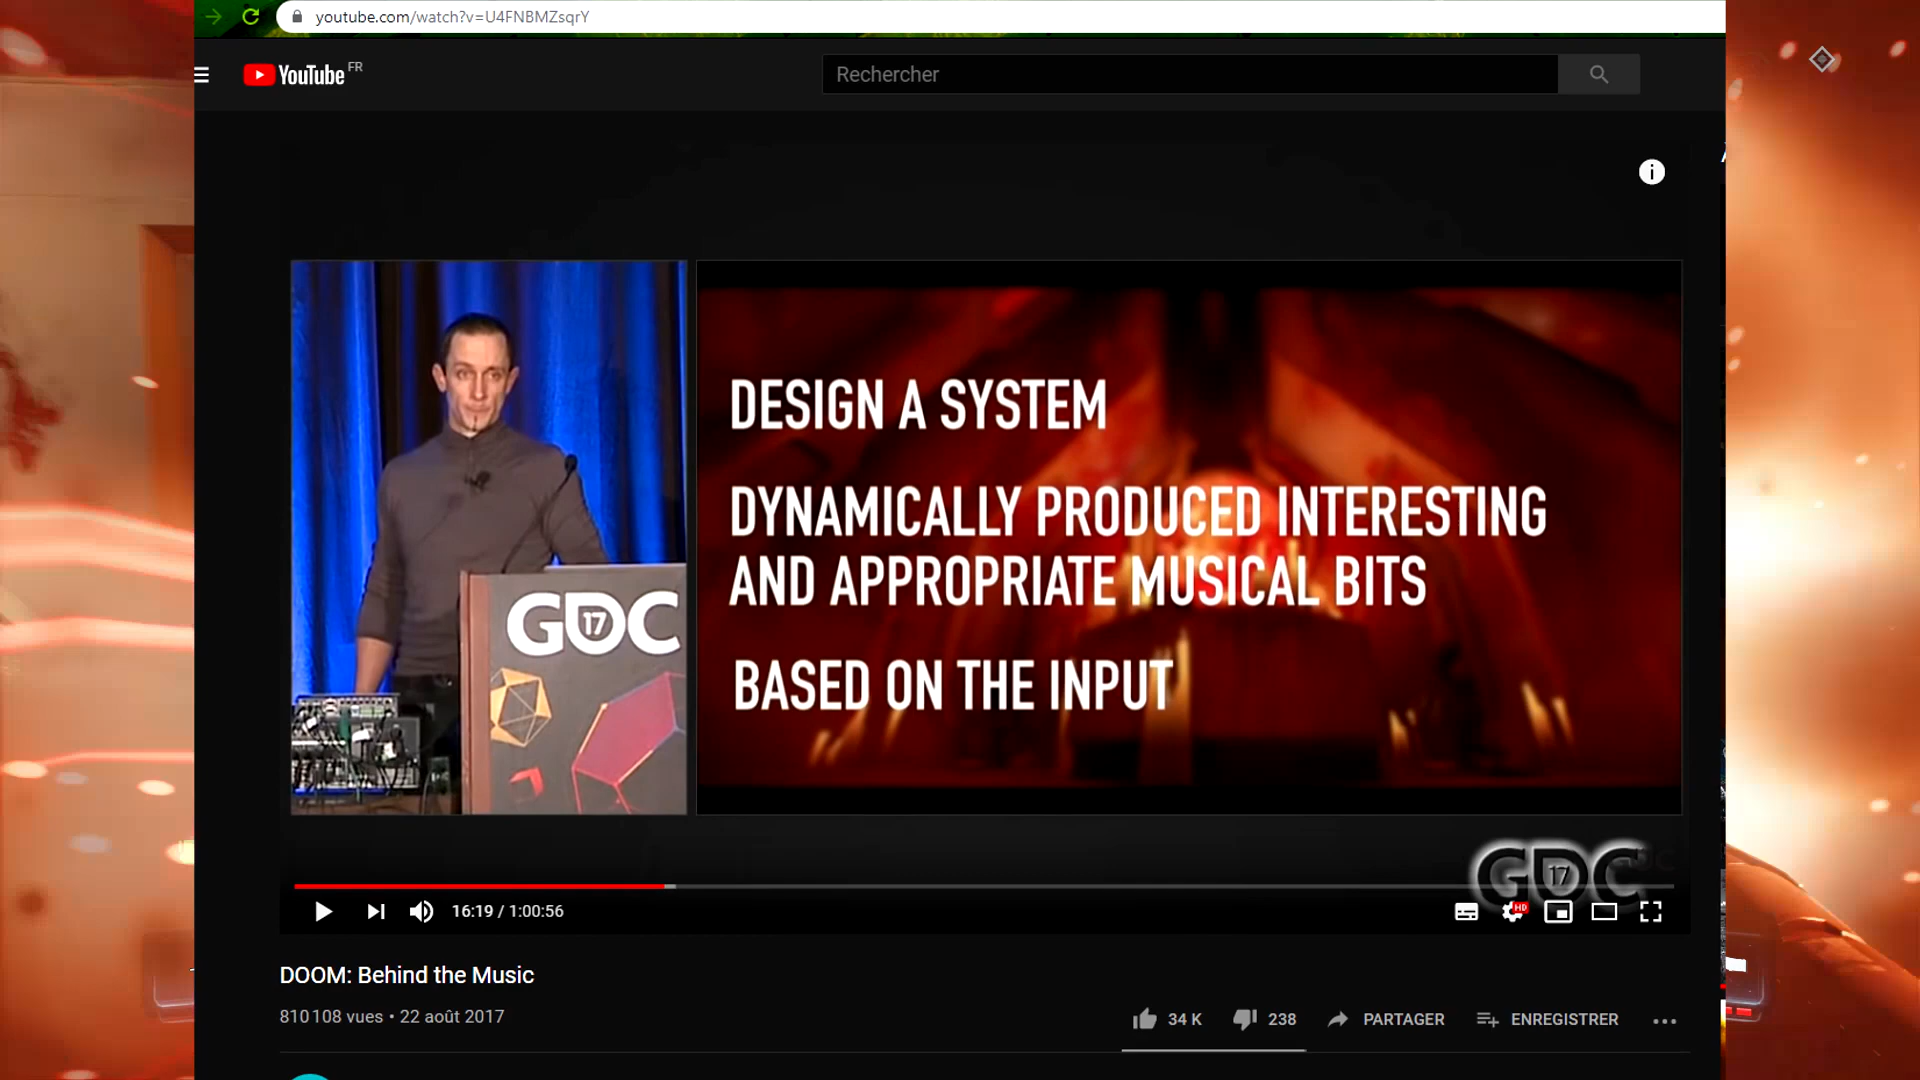 youtube.com/watch?v=U4FNBMZsqrY
YouTube FR
Rechercher
DESIGN A SYSTEM
DYNAMICALLY PRODUCED INTERESTING
AND APPROPRIATE MUSICAL BITS
BASED ON THE INPUT
GDC
17
GDC
17
16:19 / 1:00:56
HD
DOOM: Behind the Music
810 108 vues • 22 août 2017
34 K
238
PARTAGER
ENREGISTRER